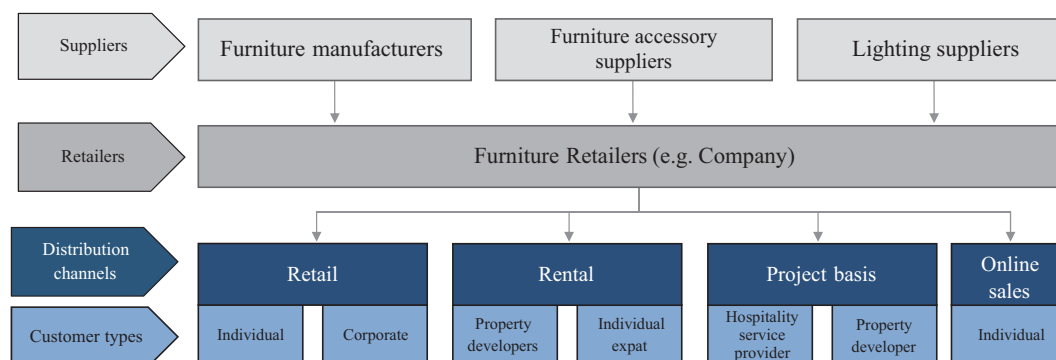 Suppliers
Furniture manufacturers
Furniture accessory
suppliers
Lighting suppliers
Retailers
Furniture Retailers (e.g. Company)
Distribution
channels
Retail
Rental
Project basis
Online
sales
Customer types
Individual
Corporate
Property
developers
Individual
expat
Hospitality
service
provider
Property
developer
Individual